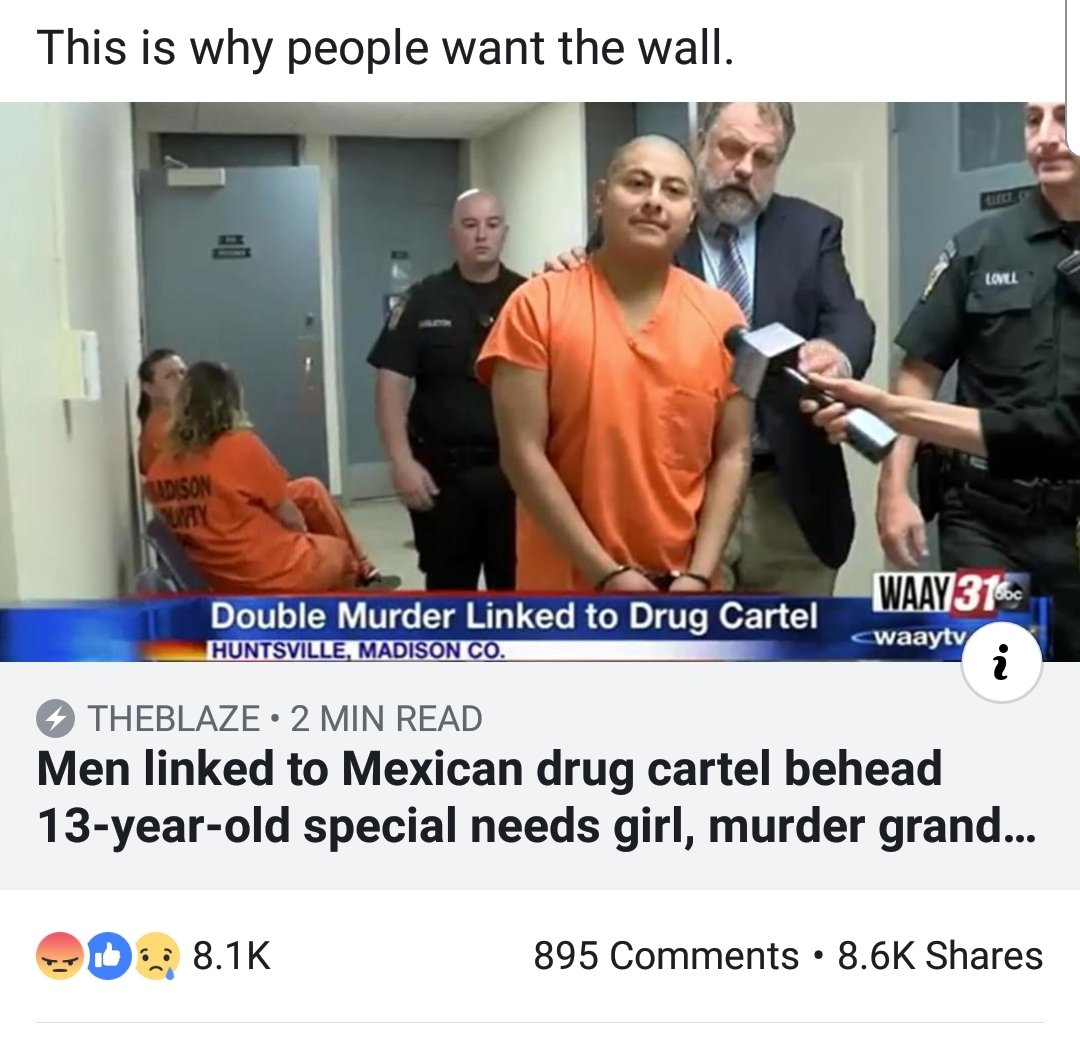 This is why people want the wall.
LOVELL
MADISON
COUNTY
WAAY 31 abc
Double Murder Linked to Drug Cartel
waaytv
HUNTSVILLE, MADISON CO.
i
THEBLAZE • 2 MIN READ
Men linked to Mexican drug cartel behead
13-year-old special needs girl, murder grand...
8.1K
895 Comments • 8.6K Shares